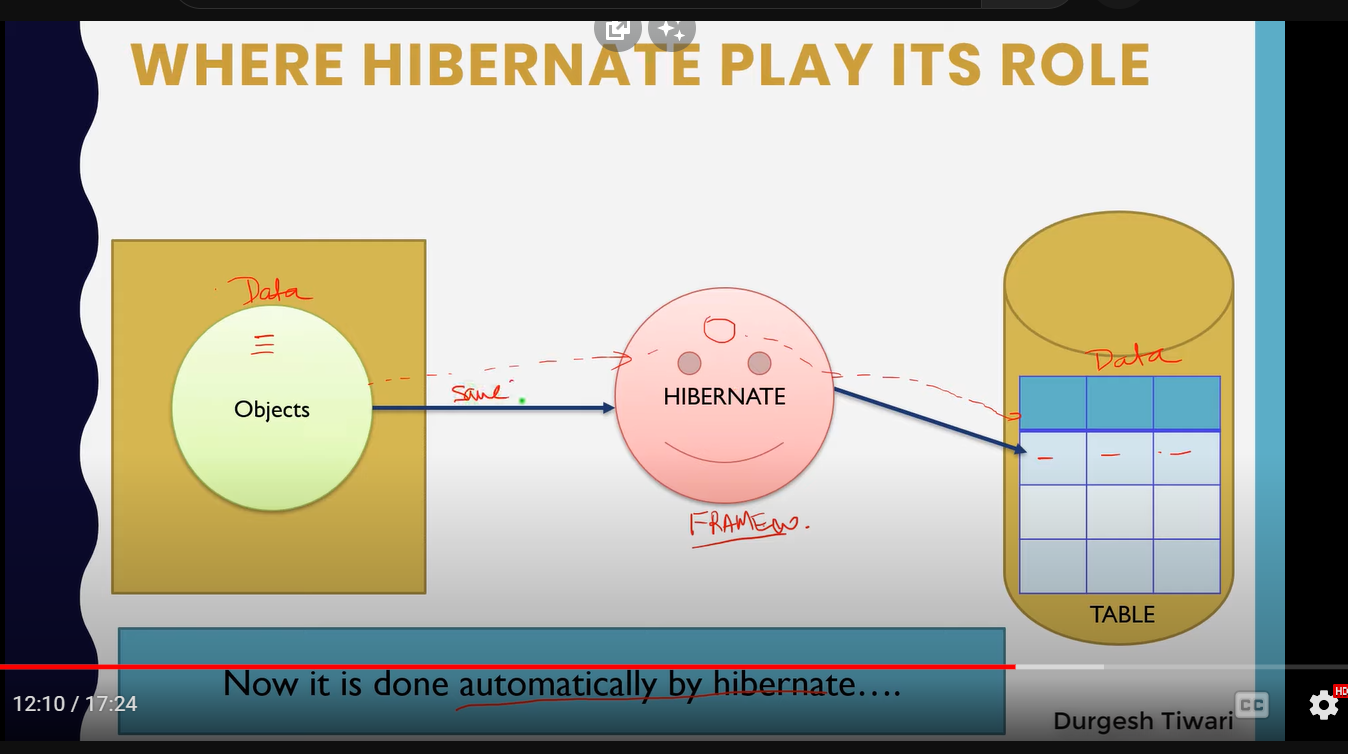 WHERE HIBERNATE PLAY ITS ROLE
Data
Objects
save
HIBERNATE
FRAMEW.
Data
TABLE
Now it is done automatically by hibernate....
12:10 / 17:24
CC
HD
Durgesh Tiwari